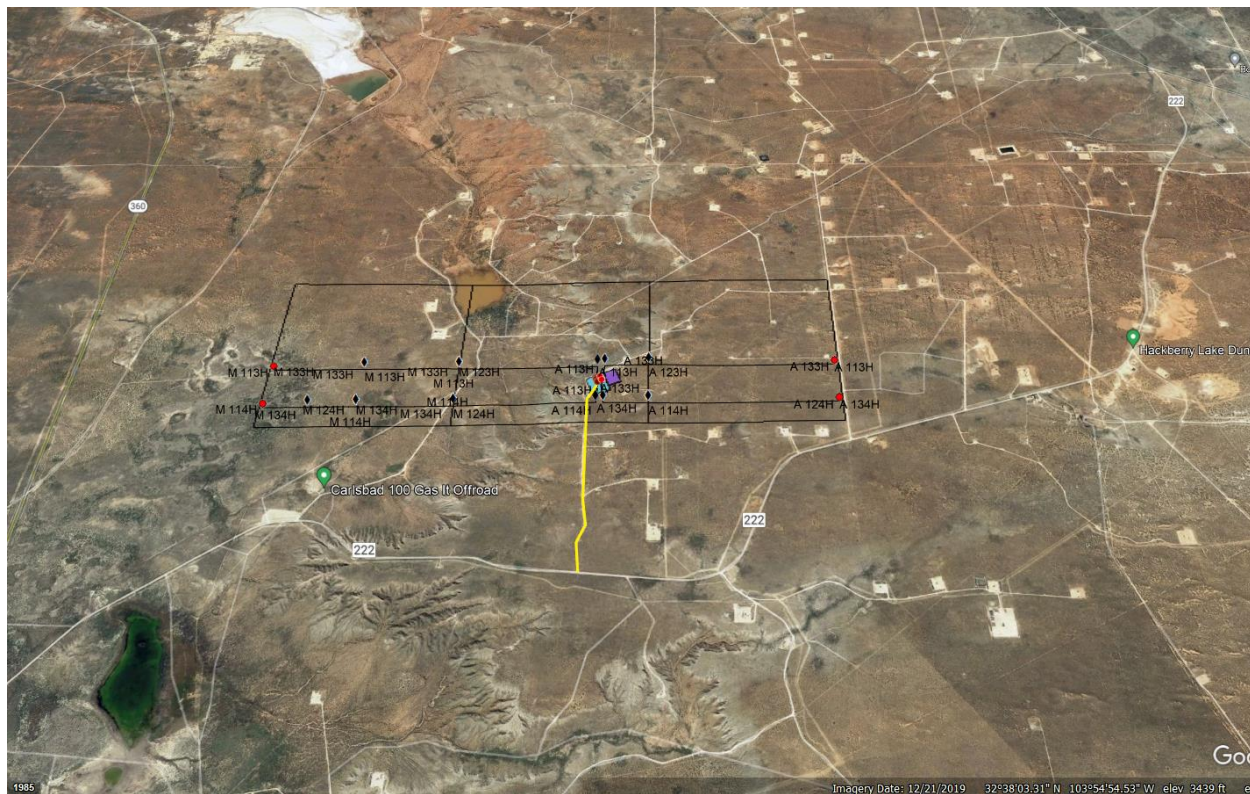 222
360
Hackberry Lake Dun
A 133H
M 113H
M 133H
M 133H
M 113H
M 133H
M 123H
M 113H
A 113H
A 113H
A 123H
A 133H
A 113H
A 113H
A 133H
M 114H
M 134H
M 124H
M 134H
M 114H
M 134H
M 114H
M 124H
A 114H
A 134H
A 114H
A 124H
A 134H
Carlsbad 100 Gas It Offroad
222
222
Goo
1985
Imagery Date: 12/21/2019 32°38'03.31" N 103°54'54.53" W elev 3439 ft